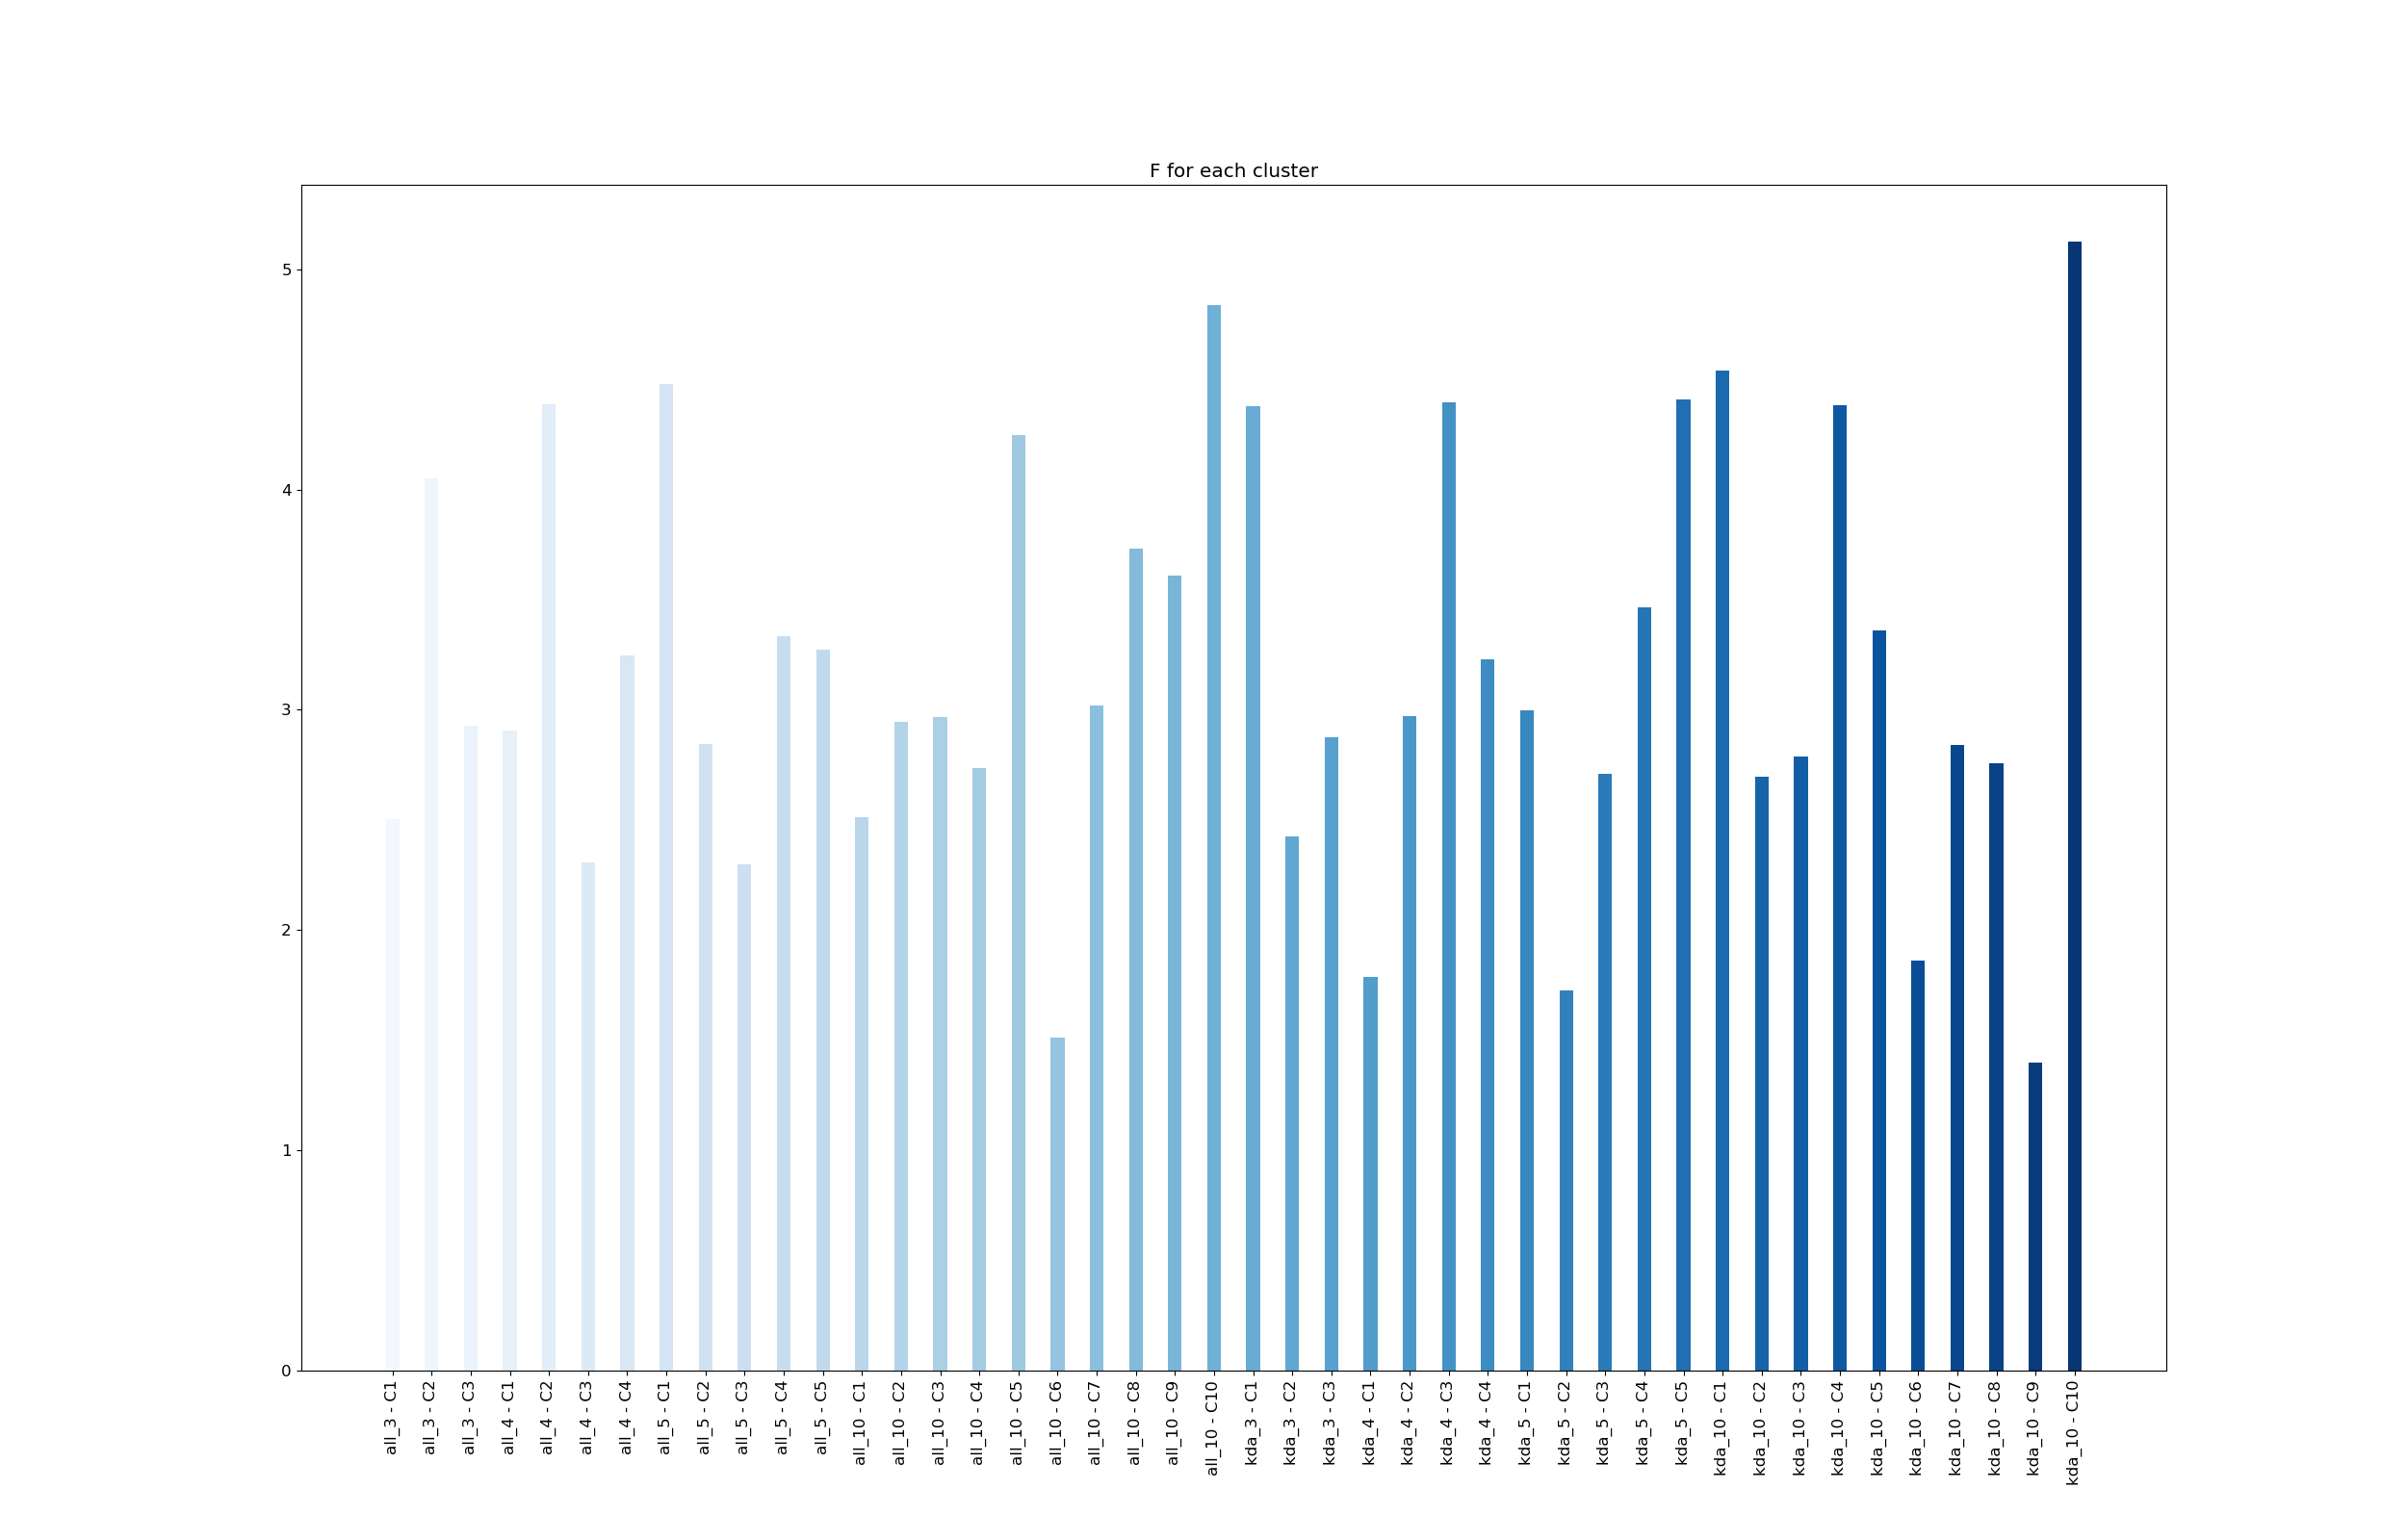 F for each cluster
5
4
3
2
1
0
all_3 - C1
all_3 - C2
all_3 - C3
all_4 - C1
all_4 - C2
all_4 - C3
all_4 - C4
all_5 - C1
all_5 - C2
all_5 - C3
all_5 - C4
all_5 - C5
all_10 - C1
all_10 - C2
all_10 - C3
all_10 - C4
all_10 - C5
all_10 - C6
all_10 - C7
all_10 - C8
all_10 - C9
all_10 - C10
kda_3 - C1
kda_3 - C2
kda_3 - C3
kda_4 - C1
kda_4 - C2
kda_4 - C3
kda_4 - C4
kda_5 - C1
kda_5 - C2
kda_5 - C3
kda_5 - C4
kda_5 - C5
kda_10 - C1
kda_10 - C2
kda_10 - C3
kda_10 - C4
kda_10 - C5
kda_10 - C6
kda_10 - C7
kda_10 - C8
kda_10 - C9
kda_10 - C10